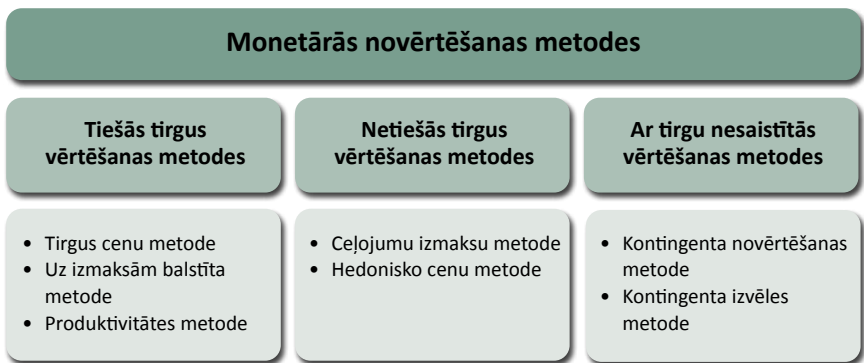 Monetārās novērtēšanas metodes
Tiešās tirgus
vērtēšanas metodes
Netiešās tirgus
vērtēšanas metodes
Ar tirgu nesaistītās
vērtēšanas metodes
• Tirgus cenu metode
• Uz izmaksām balstīta
metode
• Produktivitātes metode
• Ceļojumu izmaksu metode
• Hedonisko cenu metode
• Kontingenta novērtēšanas
metode
• Kontingenta izvēles
metode